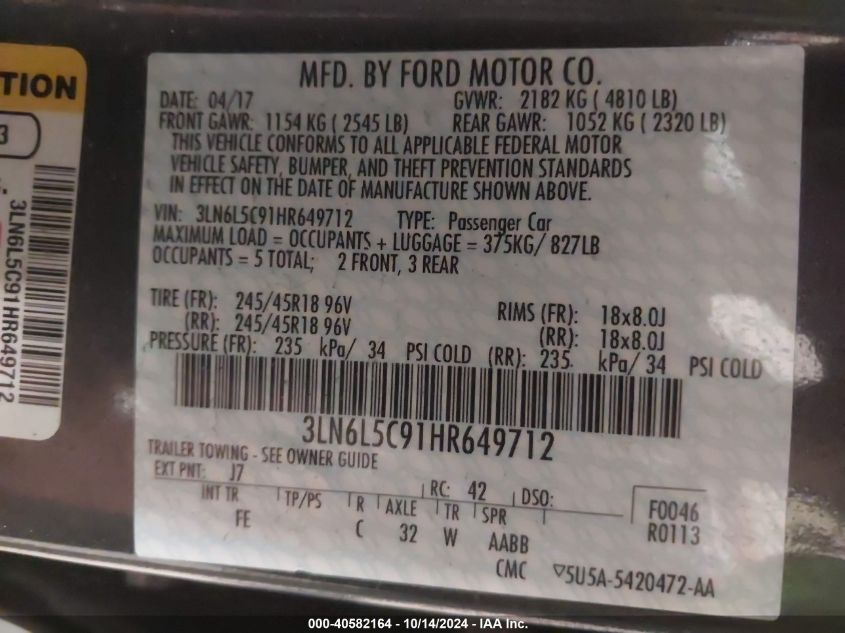 TION
3
3LN6L5C91HR649712
MFD. BY FORD MOTOR CO.
DATE: 04/17 GVWR: 2182 KG ( 4810 LB)
FRONT GAWR: 1154 KG ( 2545 LB) REAR GAWR: 1052 KG ( 2320 LB)
THIS VEHICLE CONFORMS TO ALL APPLICABLE FEDERAL MOTOR
VEHICLE SAFETY, BUMPER, AND THEFT PREVENTION STANDARDS
IN EFFECT ON THE DATE OF MANUFACTURE SHOWN ABOVE.
VIN: 3LN6L5C91HR649712 TYPE: Passenger Car
MAXIMUM LOAD = OCCUPANTS + LUGGAGE = 375KG/ 827LB
OCCUPANTS = 5 TOTAL; 2 FRONT, 3 REAR
TIRE (FR): 245/45R18 96V RIMS (FR): 18x8.0J
(RR): 245/45R18 96V (RR): 18x8.0J
PRESSURE (FR): 235 kPa/ 34 PSI COLD (RR): 235 kPa/ 34 PSI COLD
3LN6L5C91HR649712
TRAILER TOWING - SEE OWNER GUIDE
EXT PNT: J7 RC: 42 DSO:
INT TR TP/PS R AXLE TR SPR
FE C 32 W AABB
CMC
F0046
R0113
▽5U5A-5420472-AA
000-40582164 - 10/14/2024 - IAA Inc.